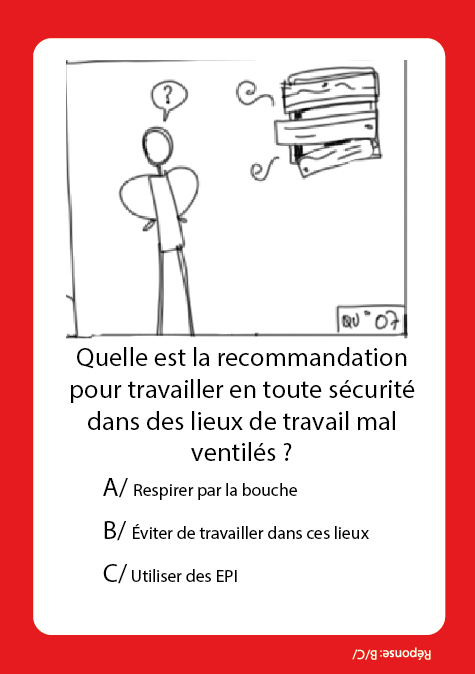 ?
QU° 07
Quelle est la recommandation
pour travailler en toute sécurité
dans des lieux de travail mal
ventilés ?
A/ Respirer par la bouche
B/ Éviter de travailler dans ces lieux
C/ Utiliser des EPI
Réponse: B/C/